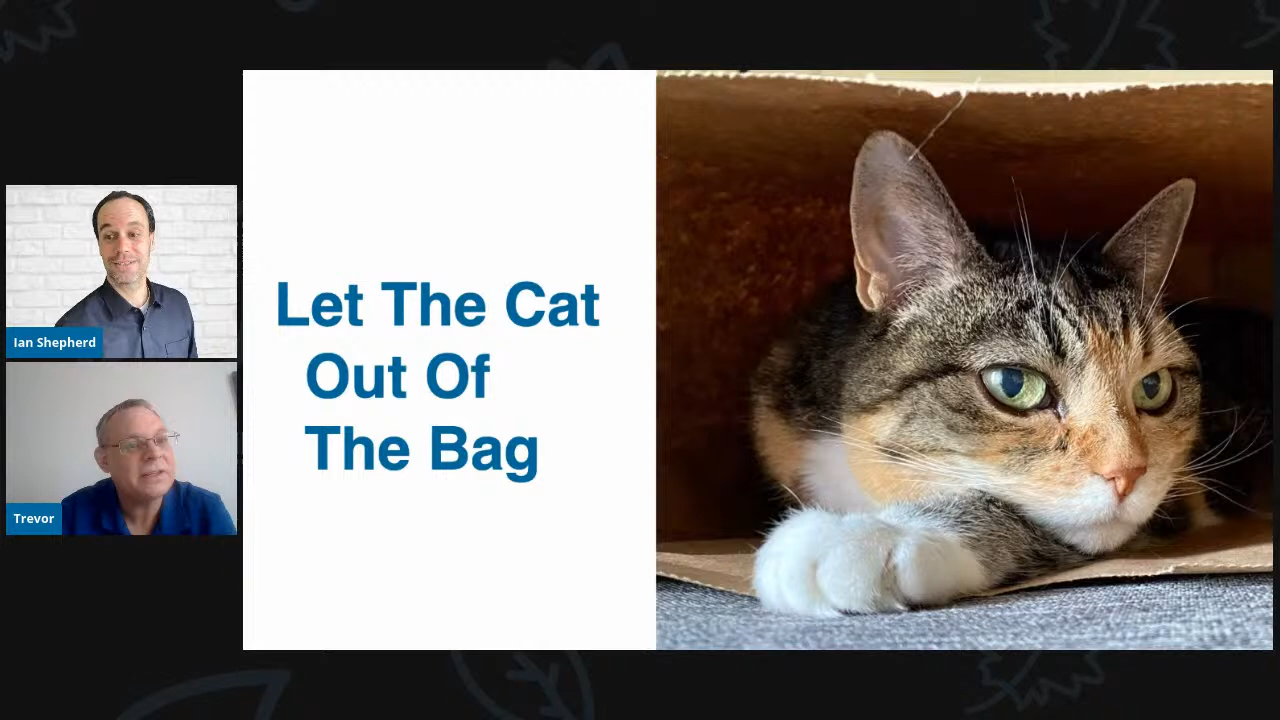 Ian Shepherd
Trevor
Let The Cat
Out Of
The Bag